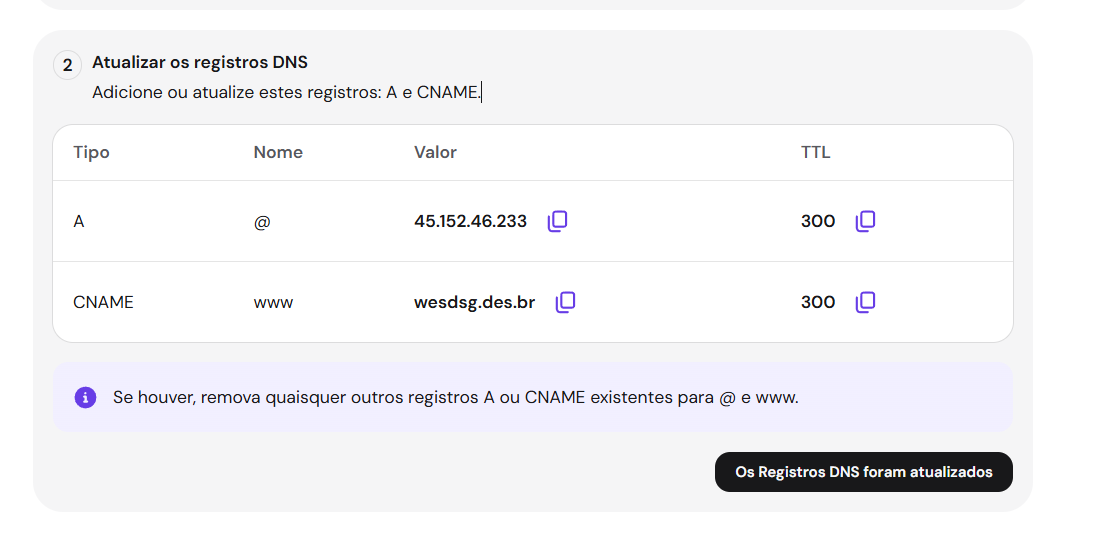 2 Atualizar os registros DNS
Adicione ou atualize estes registros: A e CNAME.
Tipo Nome Valor TTL
A @ 45.152.46.233 300
CNAME www wesdsg.des.br 300
Se houver, remova quaisquer outros registros A ou CNAME existentes para @ e www.
Os Registros DNS foram atualizados